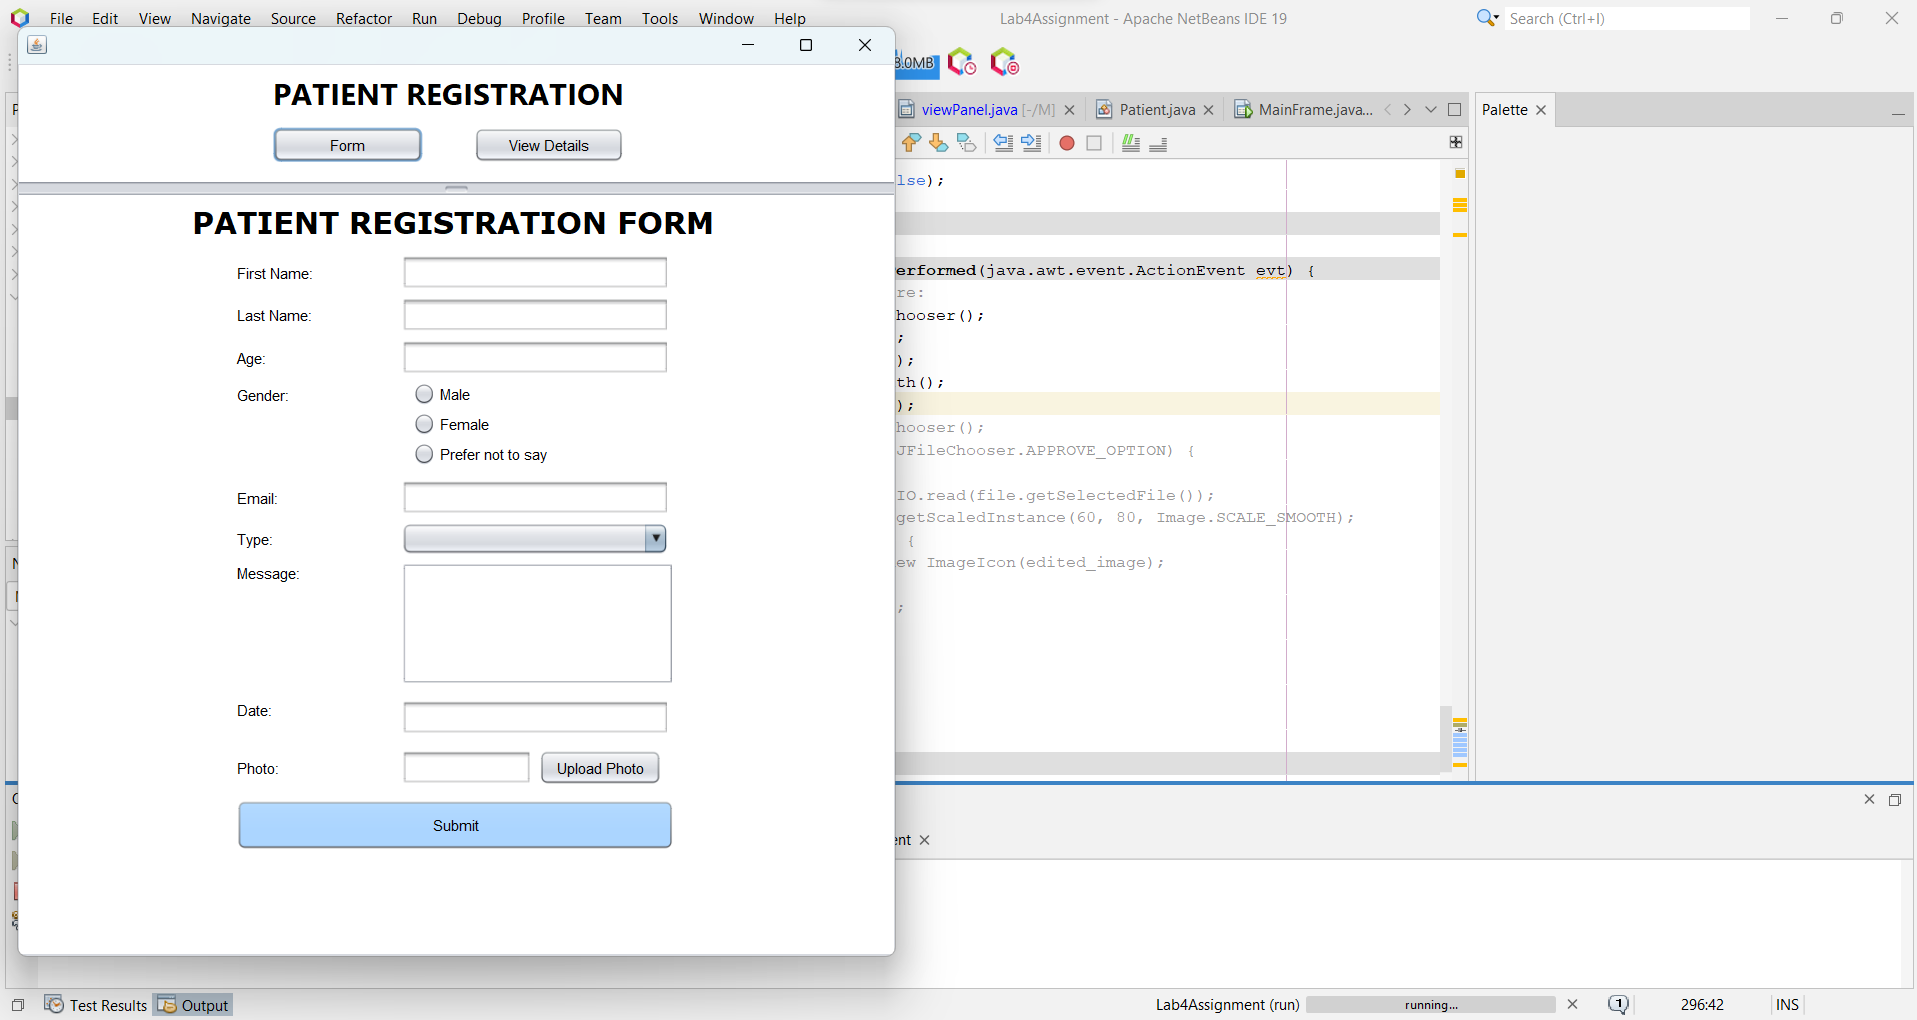 File Edit View Navigate Source Refactor Run Debug Profile Team Tools Window Help
Lab4Assignment - Apache NetBeans IDE 19
Search (Ctrl+I)
8.0MB
viewPanel.java [-/M]
Patient.java
MainFrame.java...
Palette
PATIENT REGISTRATION
Form
View Details
PATIENT REGISTRATION FORM
First Name:
Last Name:
Age:
Gender:
Male
Female
Prefer not to say
Email:
Type:
Message:
Date:
Photo:
Upload Photo
Submit
lse);
erformed(java.awt.event.ActionEvent evt) {
re:
hooser();
;
);
th();
);
hooser();
JFileChooser.APPROVE_OPTION) {
IO.read(file.getSelectedFile());
getScaledInstance(60, 80, Image.SCALE_SMOOTH);
{
ew ImageIcon(edited_image);
;
ent
Test Results
Output
Lab4Assignment (run)
running...
1
296:42
INS